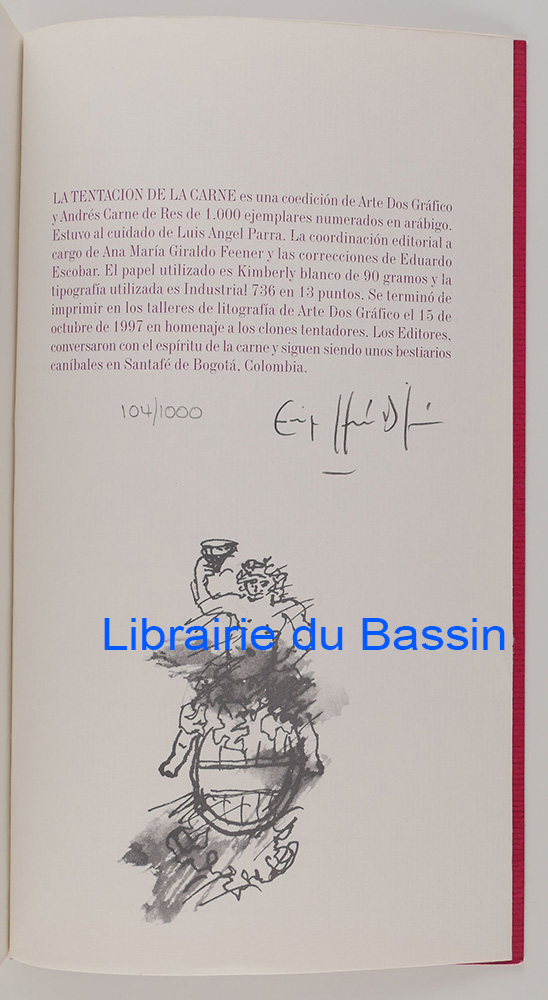 LA TENTACION DE LA CARNE es una coedición de Arte Dos Gráfico
y Andrés Carne de Res de 1.000 ejemplares numerados en arábigo.
Estuvo al cuidado de Luis Angel Parra. La coordinación editorial a
cargo de Ana María Giraldo Feener y las correcciones de Eduardo
Escobar. El papel utilizado es Kimberly blanco de 90 gramos y la
tipografía utilizada es Industrial 736 en 13 puntos. Se terminó de
imprimir en los talleres de litografía de Arte Dos Gráfico el 15 de
octubre de 1997 en homenaje a los clones tentadores. Los Editores,
conversaron con el espíritu de la carne y siguen siendo unos bestiarios
caníbales en Santafé de Bogotá, Colombia.
104/1000
Librairie du Bassin